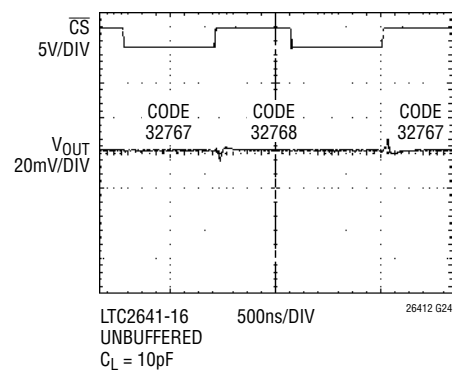 C̅S̅
5V/DIV
CODE 32767
CODE 32768
CODE 32767
VOUT
20mV/DIV
LTC2641-16
UNBUFFERED
CL = 10pF
500ns/DIV
26412 G24